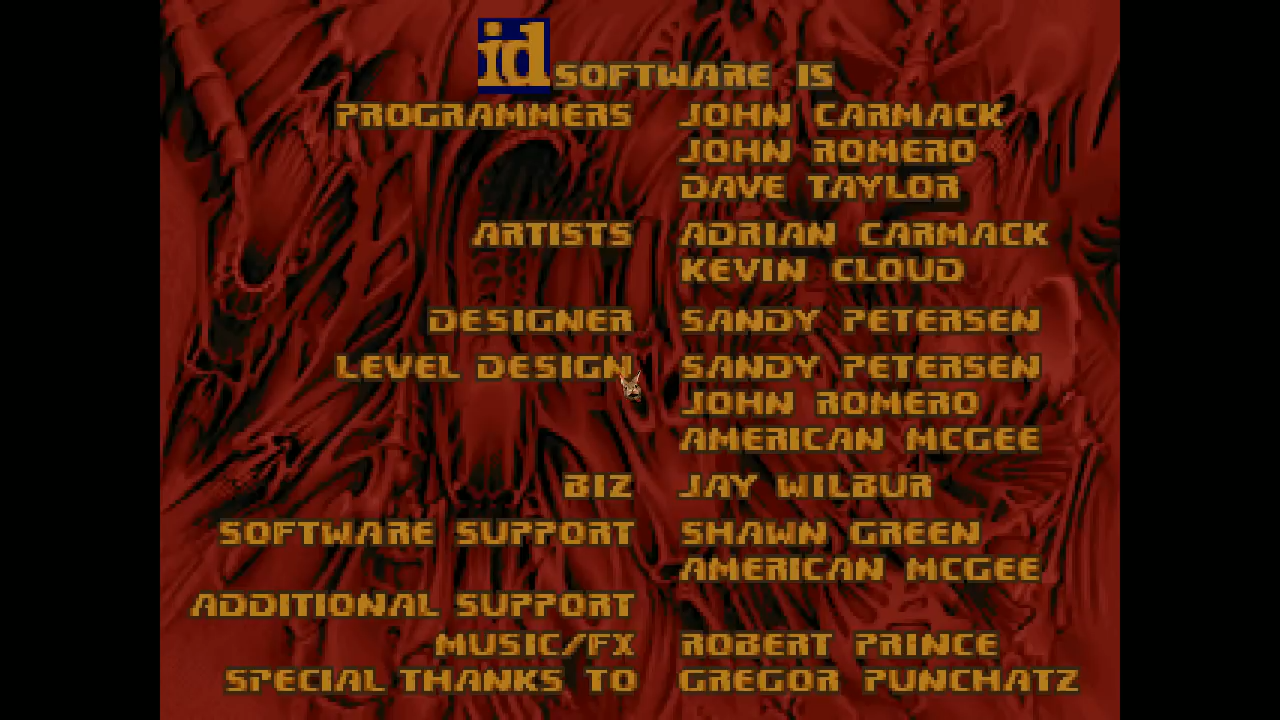 id SOFTWARE IS
PROGRAMMERS JOHN CARMACK
JOHN ROMERO
DAVE TAYLOR
ARTISTS ADRIAN CARMACK
KEVIN CLOUD
DESIGNER SANDY PETERSEN
LEVEL DESIGN SANDY PETERSEN
JOHN ROMERO
AMERICAN MCGEE
BIZ JAY WILBUR
SOFTWARE SUPPORT SHAWN GREEN
AMERICAN MCGEE
ADDITIONAL SUPPORT
MUSIC/FX ROBERT PRINCE
SPECIAL THANKS TO GREGOR PUNCHATZ